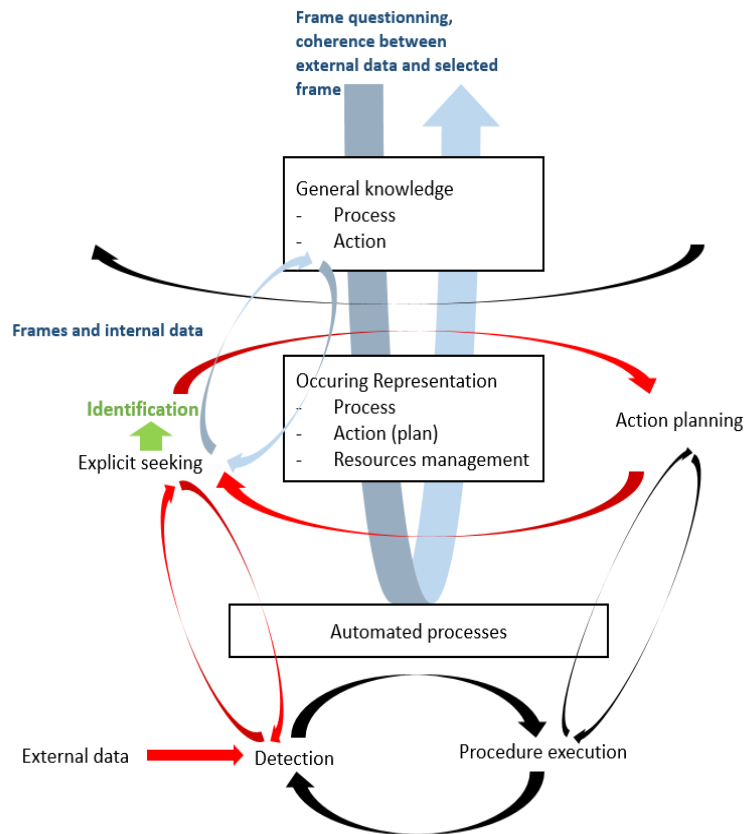 Frame questionning,
coherence between
external data and selected
frame
General knowledge
- Process
- Action
Frames and internal data
Occuring Representation
- Process
- Action (plan)
- Resources management
Identification
Explicit seeking
Action planning
Automated processes
External data
Detection
Procedure execution